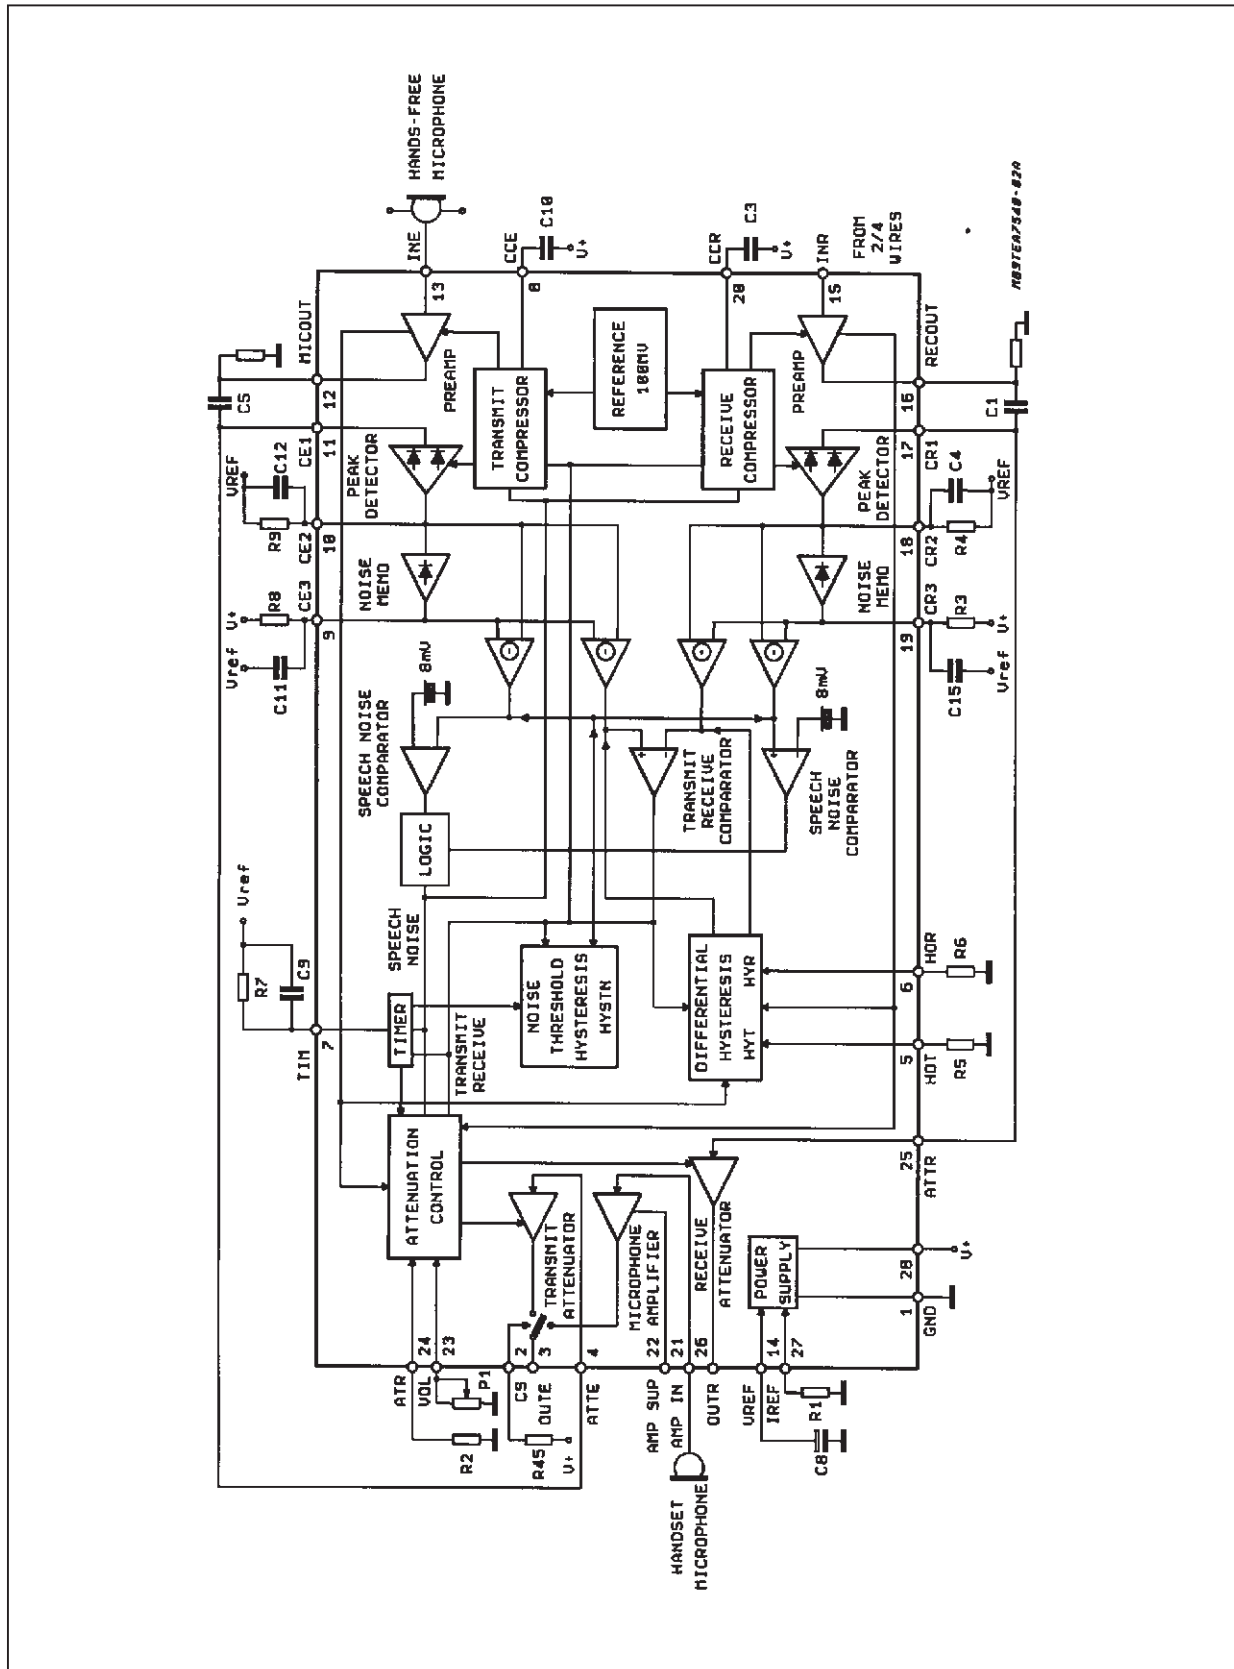 HANDS-FREE
MICROPHONE
INE
13
CCE
8
C10
V+
CCR
20
C3
V+
INR
15
FROM
2/4
WIRES
MICOUT
12
C5
PREAMP
TRANSMIT
COMPRESSOR
REFERENCE
100MV
RECEIVE
COMPRESSOR
PREAMP
RECOUT
16
C1
CE1
11
PEAK
DETECTOR
PEAK
DETECTOR
17
CR1
VREF
C12
R9
CE2
10
18
CR2
C4
R4
VREF
NOISE
MEMO
NOISE
MEMO
V+
R8
CE3
9
Vref
C11
19
CR3
R3
V+
C15
Vref
SPEECH NOISE
COMPARATOR
8mV
8mV
+
-
TRANSMIT
RECEIVE
COMPARATOR
SPEECH
NOISE
COMPARATOR
LOGIC
SPEECH
NOISE
Vref
R7
C9
TIM
7
TIMER
TRANSMIT
RECEIVE
NOISE
THRESHOLD
HYSTERESIS
HYSTN
DIFFERENTIAL
HYSTERESIS
HYT HYR
6
HOR
R6
5
HOT
R5
ATTENUATION
CONTROL
TRANSMIT
ATTENUATOR
MICROPHONE
AMPLIFIER
RECEIVE
ATTENUATOR
25
ATTR
POWER
SUPPLY
28
V+
1
GND
ATR
24
VOL
23
P1
R2
CS
2
OUTE
3
ATTE
4
R45
V+
AMP SUP
22
AMP IN
21
OUTR
26
VREF
14
IREF
27
R1
C8
HANDSET
MICROPHONE